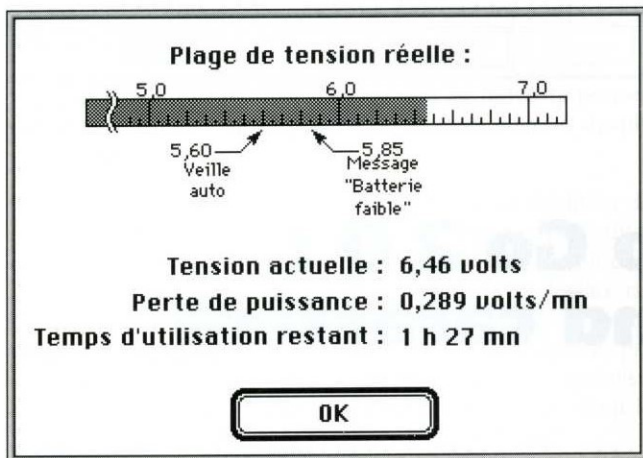 Plage de tension réelle :
5,0 6,0 7,0
5,60 5,85
Veille Message
auto "Batterie
faible"
Tension actuelle : 6,46 volts
Perte de puissance : 0,289 volts/mn
Temps d'utilisation restant : 1 h 27 mn
OK